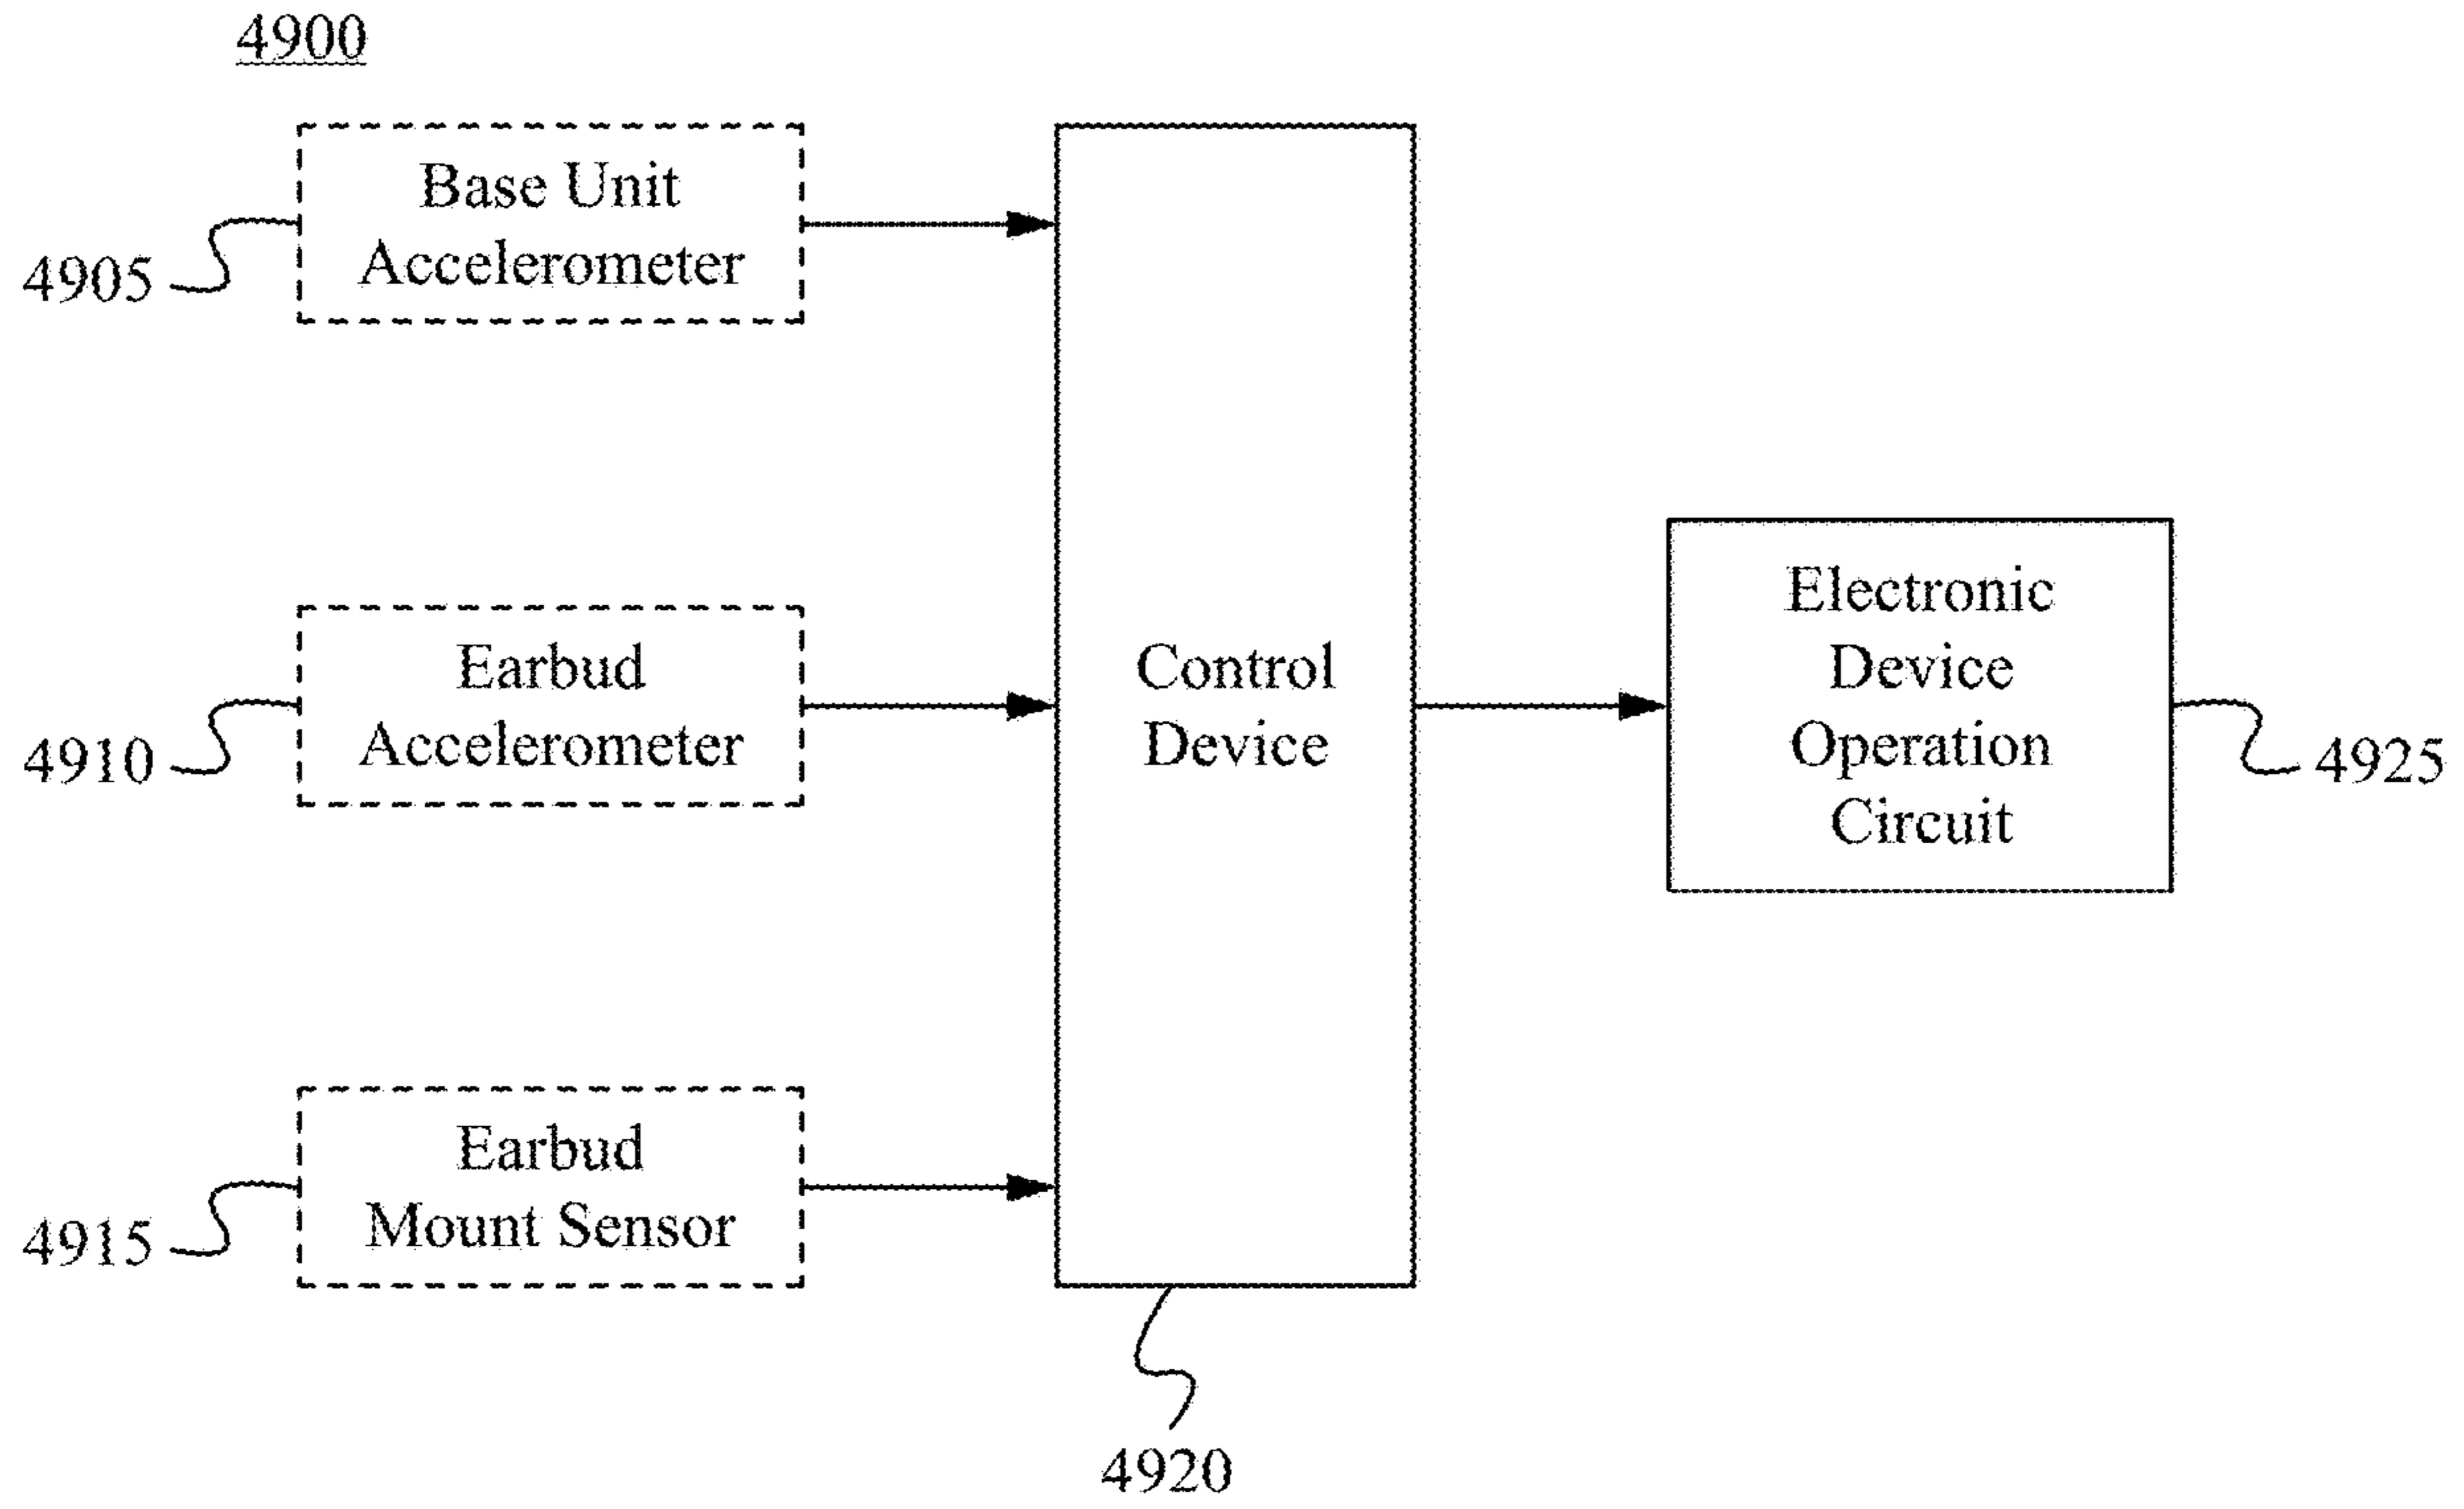 4900
Base Unit
Accelerometer
4905
Earbud
Accelerometer
4910
Earbud
Mount Sensor
4915
Control
Device
4920
Electronic
Device
Operation
Circuit
4925